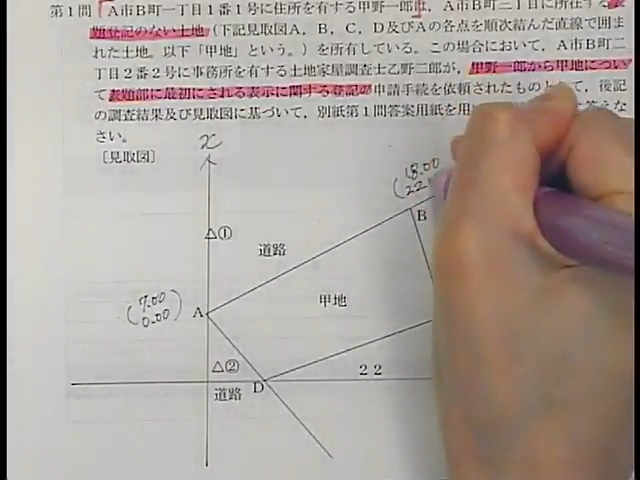 第1問 A市B町一丁目1番1号に住所を有する甲野一郎は、A市B町三丁目に所在する表
題登記のない土地(下記見取図A、B、C、D及びAの各点を順次結んだ直線で囲ま
れた土地。以下「甲地」という。)を所有している。この場合において、A市B町二
丁目2番2号に事務所を有する土地家屋調査士乙野二郎が、甲野一郎から甲地につい
て表題部に最初にされる表示に関する登記の申請手続を依頼されたものとして、後記
の調査結果及び見取図に基づいて、別紙第1問答案用紙を用 答えな
さい。
〔見取図〕
x
18.00
22
B
△①
道路
7.00
0.00
A
甲地
△②
22
道路
D